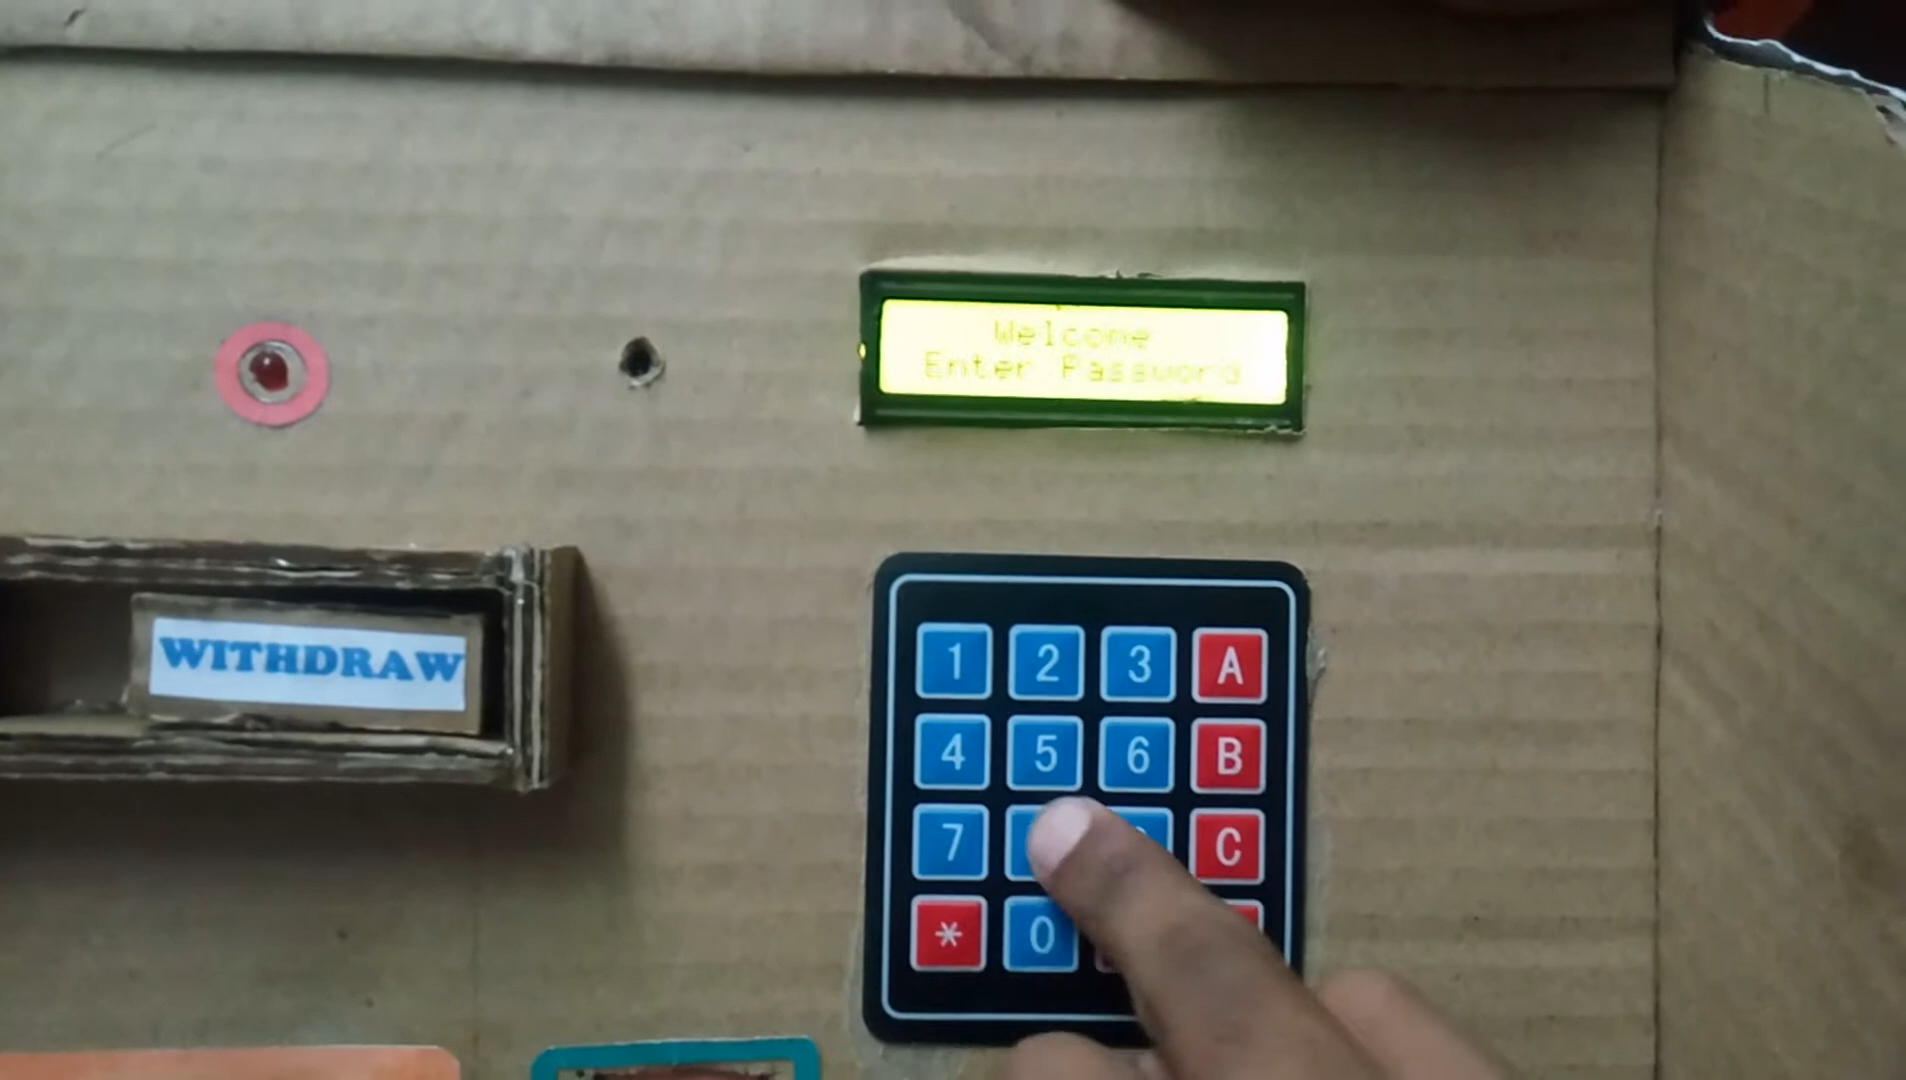 Welcome
Enter Password
WITHDRAW
1 2 3 A
4 5 6 B
7 C
* 0